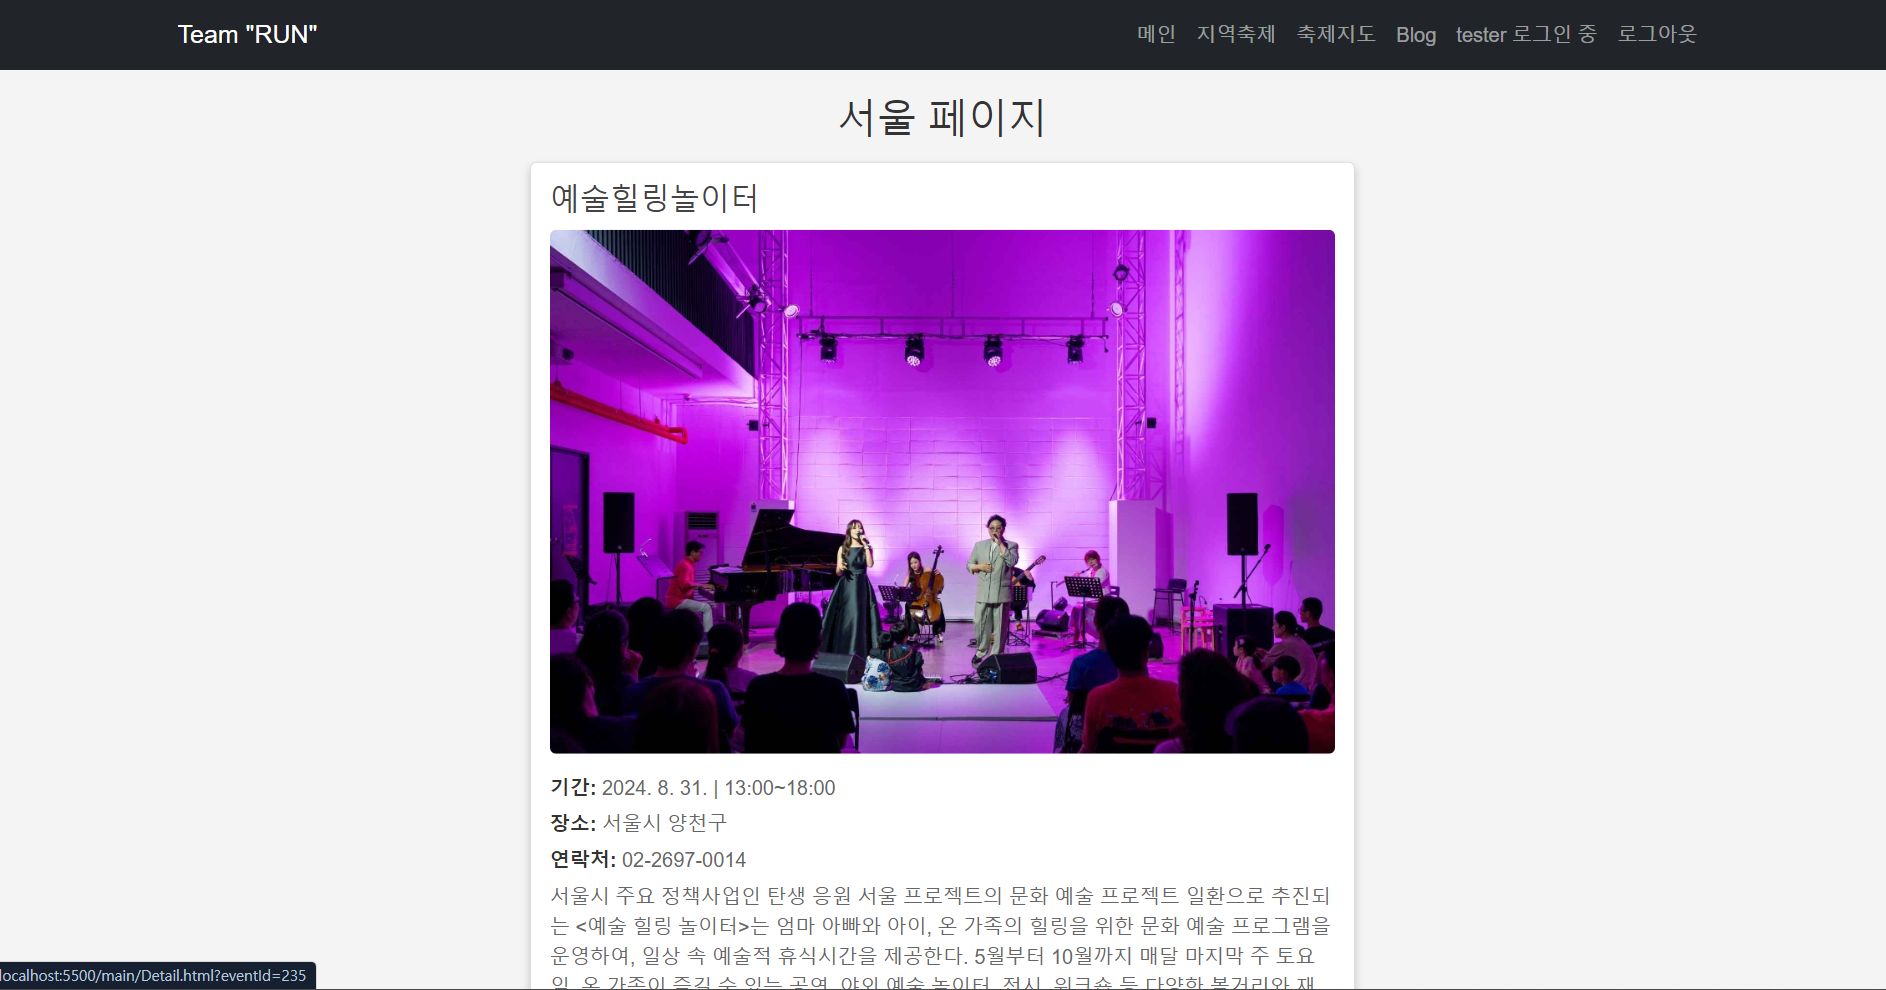 Team "RUN"
메인 지역축제 축제지도 Blog tester 로그인 중 로그아웃
서울 페이지
예술힐링놀이터
기간: 2024. 8. 31. | 13:00~18:00
장소: 서울시 양천구
연락처: 02-2697-0014
서울시 주요 정책사업인 탄생 응원 서울 프로젝트의 문화 예술 프로젝트 일환으로 추진되
는 <예술 힐링 놀이터>는 엄마 아빠와 아이, 온 가족의 힐링을 위한 문화 예술 프로그램을
운영하여, 일상 속 예술적 휴식시간을 제공한다. 5월부터 10월까지 매달 마지막 주 토요
일, 온 가족이 즐길 수 있는 공연, 야외 예술 놀이터, 전시, 워크숍 등 다양한 볼거리와 재
localhost:5500/main/Detail.html?eventId=235